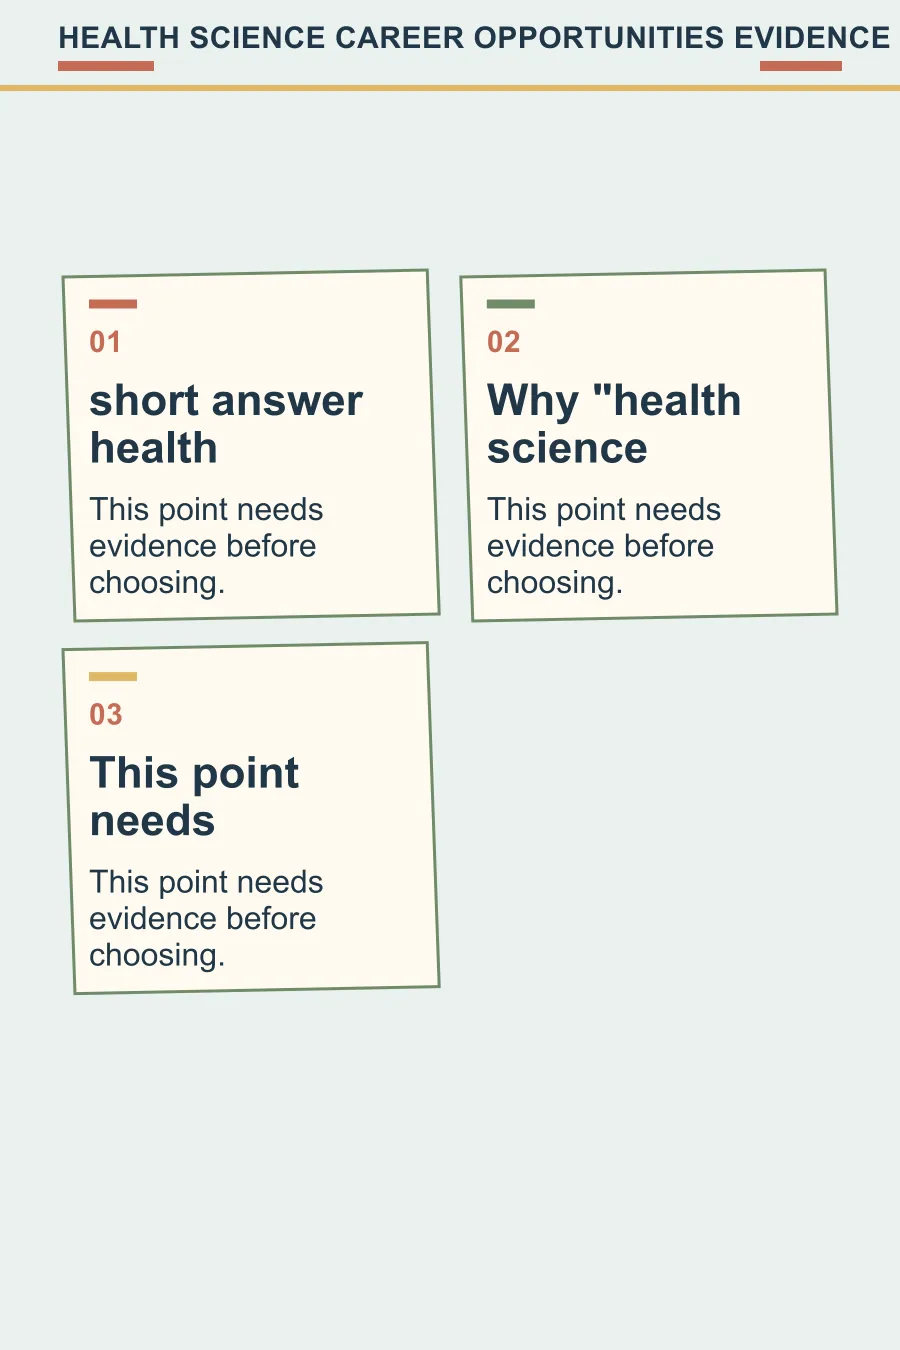 HEALTH SCIENCE CAREER OPPORTUNITIES EVIDENCE
01
short answer
health
This point needs
evidence before
choosing.
02
Why "health
science
This point needs
evidence before
choosing.
03
This point
needs
This point needs
evidence before
choosing.